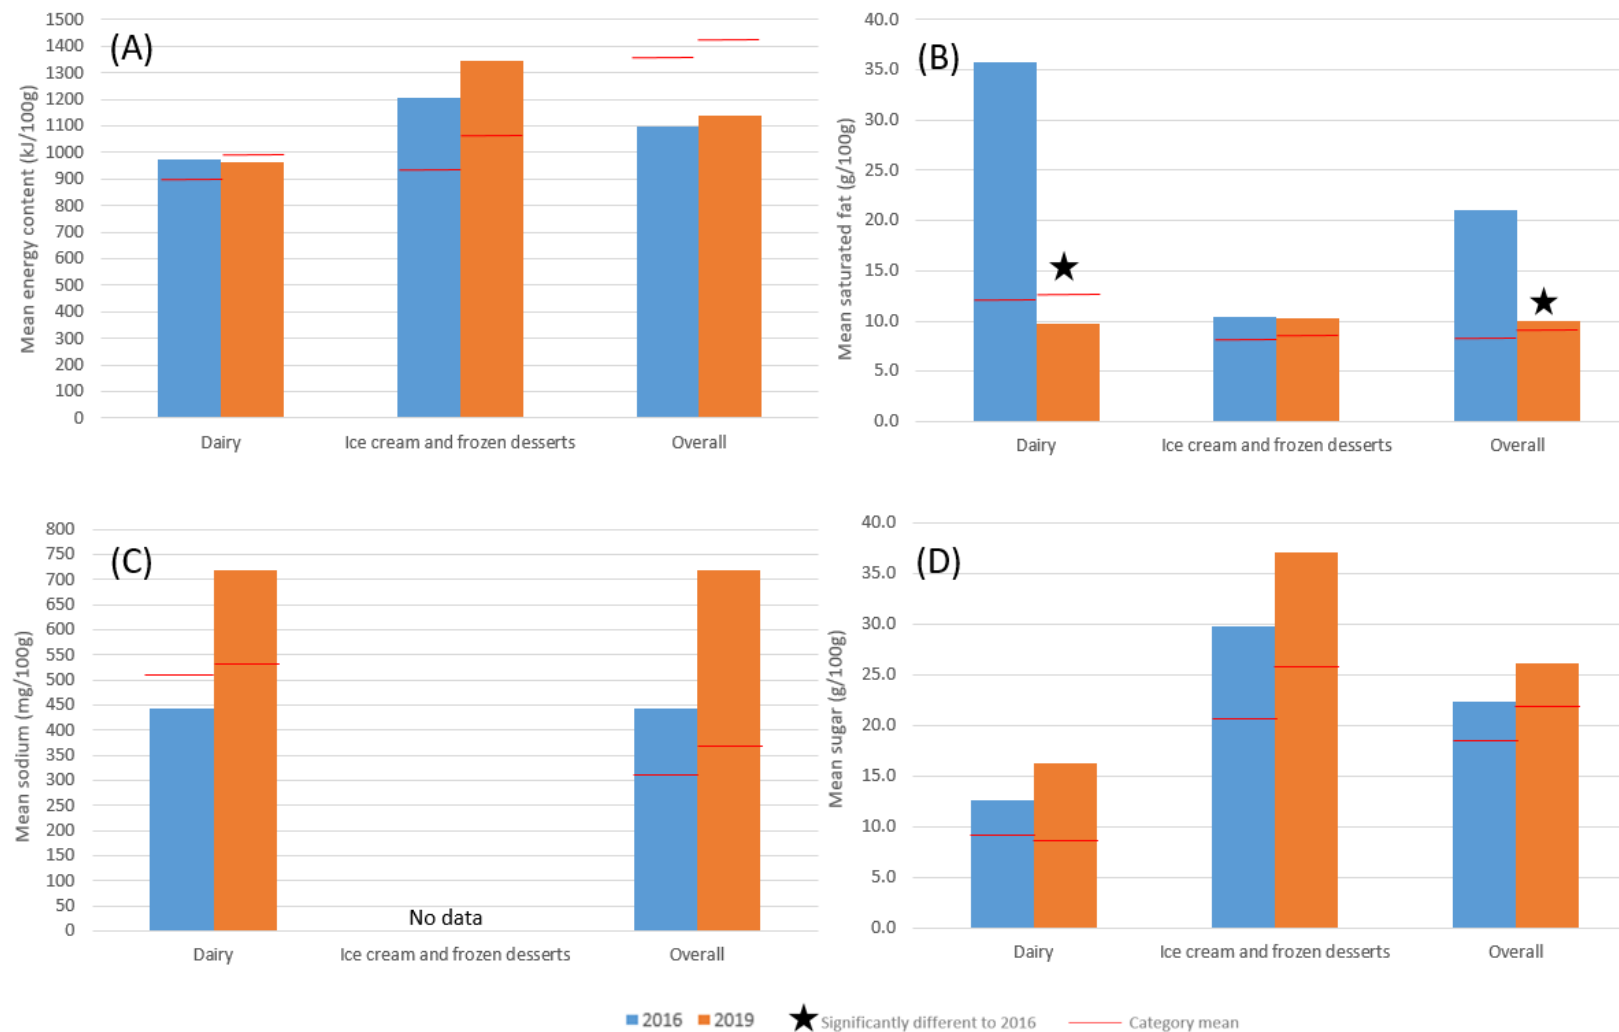 (A)
Mean energy content (kJ/100g)
1500
1400
1300
1200
1100
1000
900
800
700
600
500
400
300
200
100
0
Dairy
Ice cream and frozen desserts
Overall
(B)
Mean saturated fat (g/100g)
40.0
35.0
30.0
25.0
20.0
15.0
10.0
5.0
0.0
Dairy
Ice cream and frozen desserts
Overall
(C)
Mean sodium (mg/100g)
800
750
700
650
600
550
500
450
400
350
300
250
200
150
100
50
0
No data
Dairy
Ice cream and frozen desserts
Overall
(D)
Mean sugar (g/100g)
40.0
35.0
30.0
25.0
20.0
15.0
10.0
5.0
0.0
Dairy
Ice cream and frozen desserts
Overall
2016 2019 Significantly different to 2016 Category mean